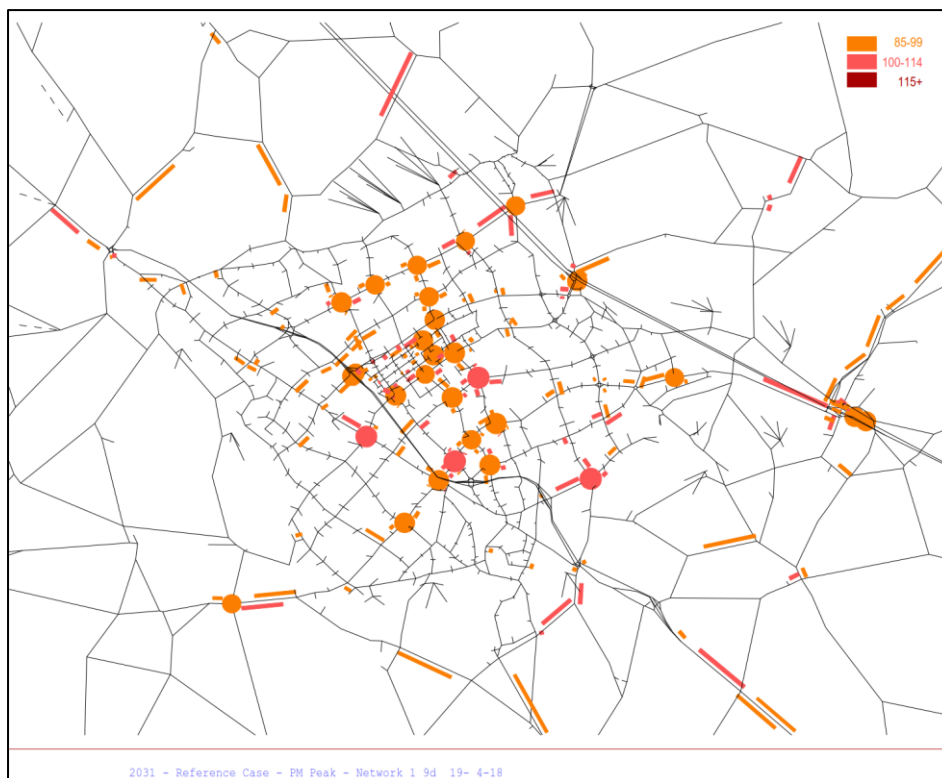 85-99
100-114
115+
2031 - Reference Case - PM Peak - Network 1 9d 19- 4-18